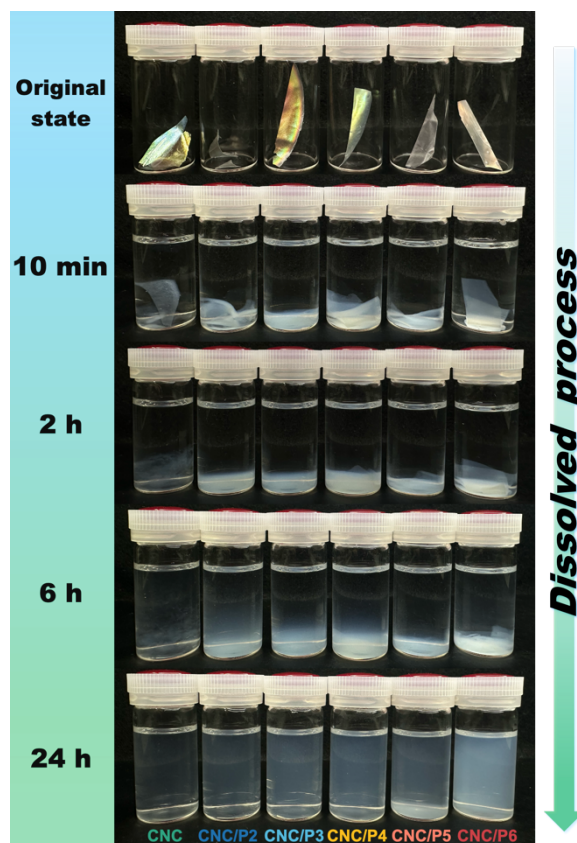 Original
state
10 min
2 h
6 h
24 h
Dissolved process
CNC CNC/P2 CNC/P3 CNC/P4 CNC/P5 CNC/P6